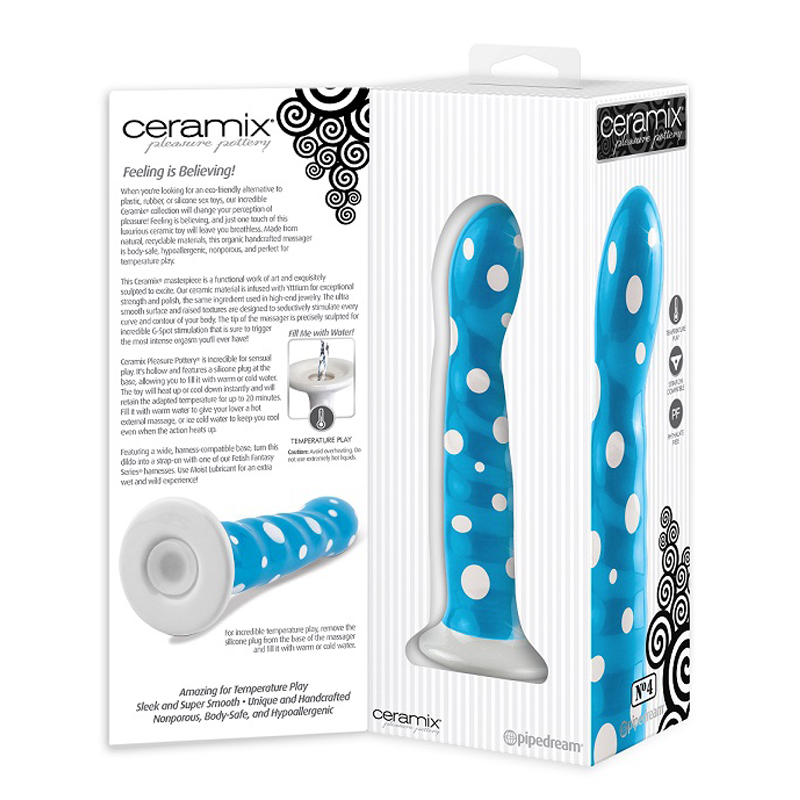 ceramix®
pleasure pottery
Feeling is Believing!
When you're looking for an eco-friendly alternative to
plastic, rubber, or silicone sex toys, our incredible
Ceramix® collection will change your perception of
pleasure! Feeling is believing, and just one touch of this
luxurious ceramic toy will leave you breathless. Made from
natural, recyclable materials, this organic handcrafted massager
is body-safe, hypoallergenic, nonporous, and perfect for
temperature play.
This Ceramix® masterpiece is a functional work of art and exquisitely
sculpted to excite. Our ceramic material is infused with Yttrium for exceptional
strength and polish, the same ingredient used in high-end jewelry. The ultra
smooth surface and raised textures are designed to seductively stimulate every
curve and contour of your body. The tip of the massager is precisely sculpted for
incredible G-Spot stimulation that is sure to trigger
the most intense orgasm you'll ever have!
Fill Me with Water!
Ceramix Pleasure Pottery® is incredible for sensual
play. It's hollow and features a silicone plug at the
base, allowing you to fill it with warm or cold water.
The toy will heat up or cool down instantly and will
retain the adapted temperature for up to 20 minutes.
Fill it with warm water to give your lover a hot
external massage, or ice cold water to keep you cool
even when the action heats up.
TEMPERATURE PLAY
Caution: Avoid overheating. Do
not use extremely hot liquids.
Featuring a wide, harness-compatible base, turn this
dildo into a strap-on with one of our Fetish Fantasy
Series® harnesses. Use Moist Lubricant for an extra
wet and wild experience!
For incredible temperature play, remove the
silicone plug from the base of the massager
and fill it with warm or cold water.
Amazing for Temperature Play
Sleek and Super Smooth • Unique and Handcrafted
Nonporous, Body-Safe, and Hypoallergenic
ceramix®
pleasure pottery
pipedream®
ceramix®
pleasure pottery
TEMPERATURE
PLAY
STRAP-ON
COMPATIBLE
PF
PHTHALATE
FREE
Nº4
pipedream®